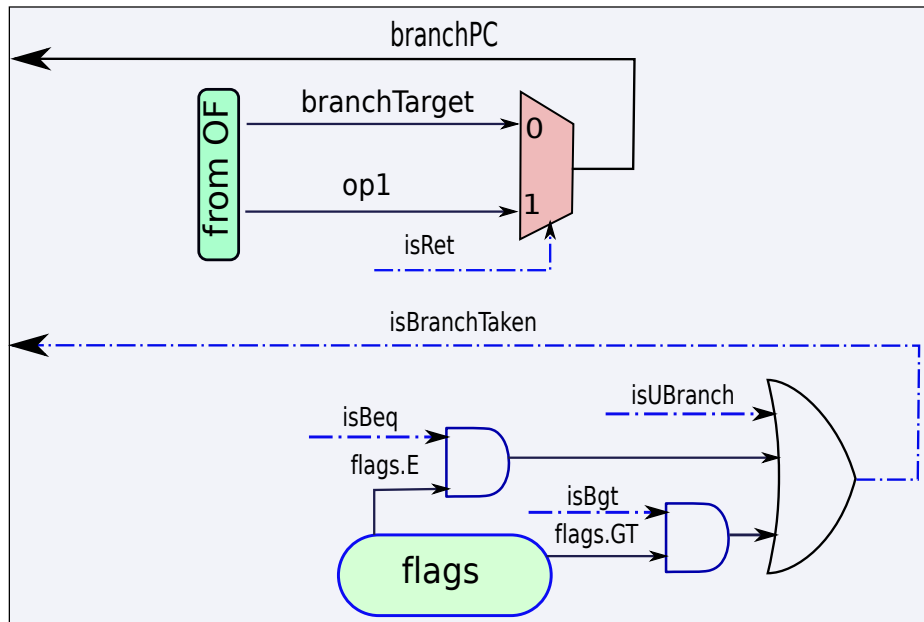 branchPC
branchTarget
from OF
0
op1
1
isRet
isBranchTaken
isUBranch
isBeq
flags.E
isBgt
flags.GT
flags